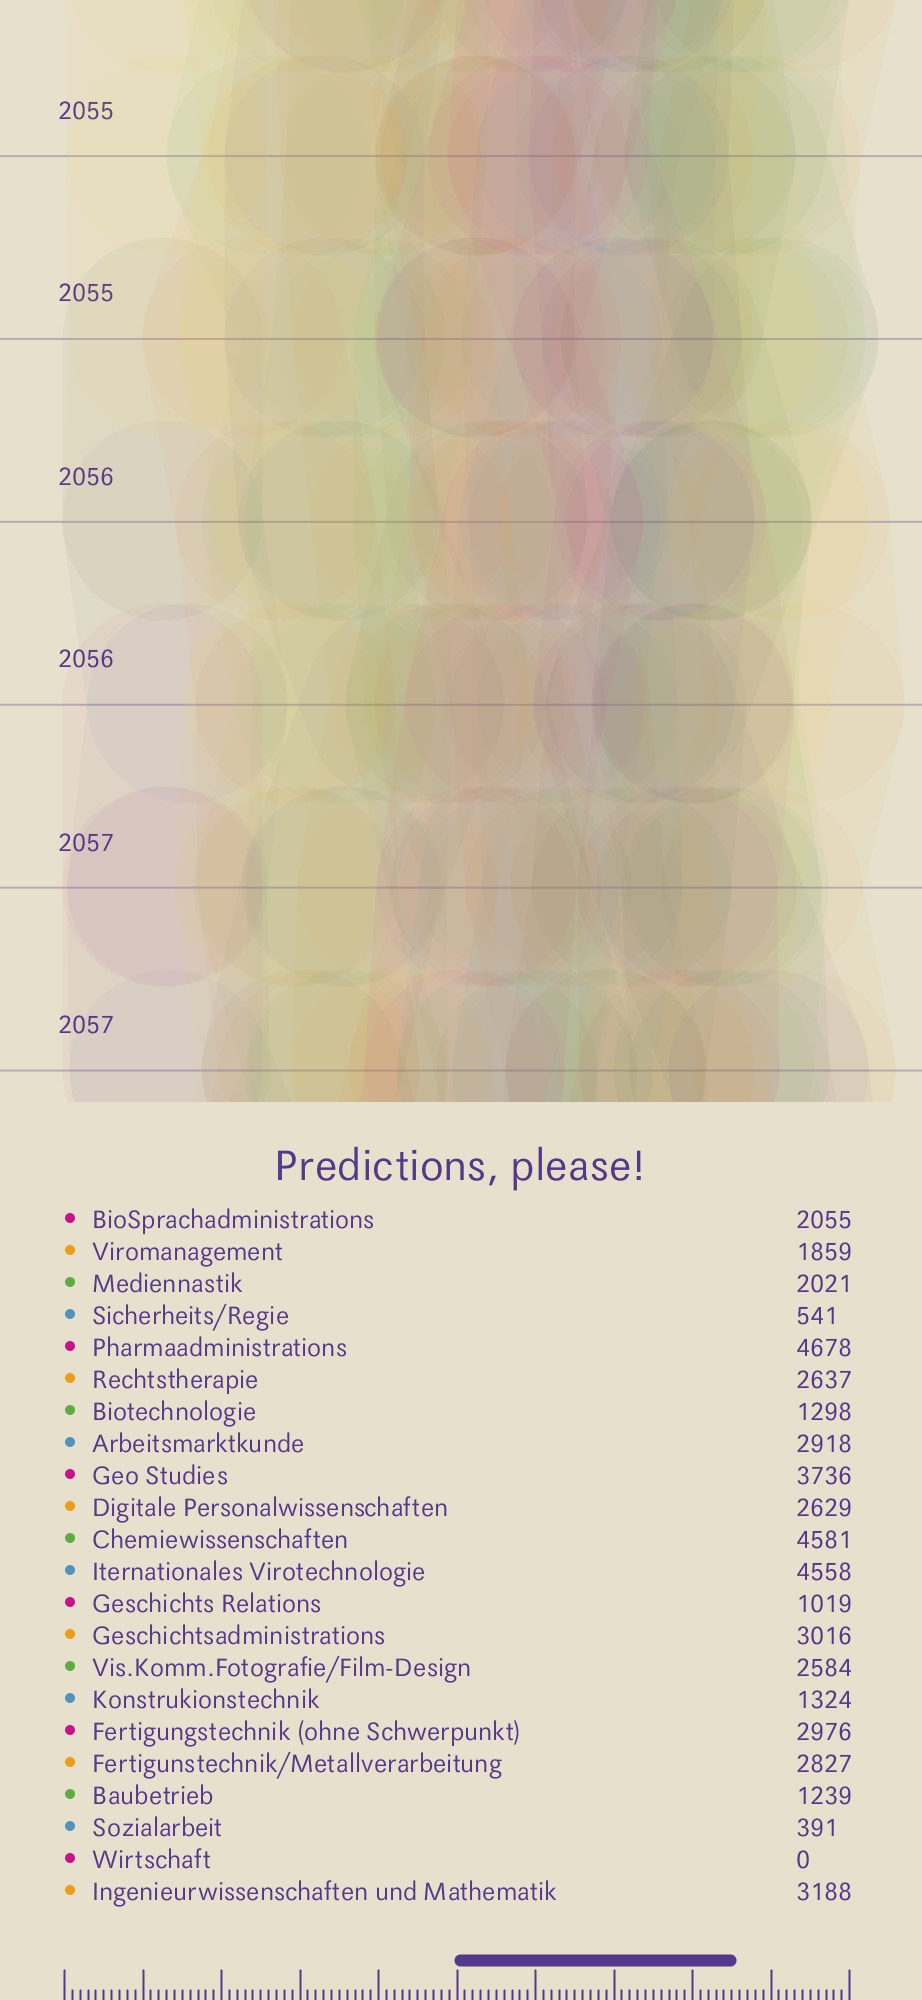 2055
2055
2056
2056
2057
2057
Predictions, please!
BioSprachadministrations 2055
Viromanagement 1859
Mediennastik 2021
Sicherheits/Regie 541
Pharmaadministrations 4678
Rechtstherapie 2637
Biotechnologie 1298
Arbeitsmarktkunde 2918
Geo Studies 3736
Digitale Personalwissenschaften 2629
Chemiewissenschaften 4581
Iternationales Virotechnologie 4558
Geschichts Relations 1019
Geschichtsadministrations 3016
Vis.Komm.Fotografie/Film-Design 2584
Konstrukionstechnik 1324
Fertigungstechnik (ohne Schwerpunkt) 2976
Fertigunstechnik/Metallverarbeitung 2827
Baubetrieb 1239
Sozialarbeit 391
Wirtschaft 0
Ingenieurwissenschaften und Mathematik 3188